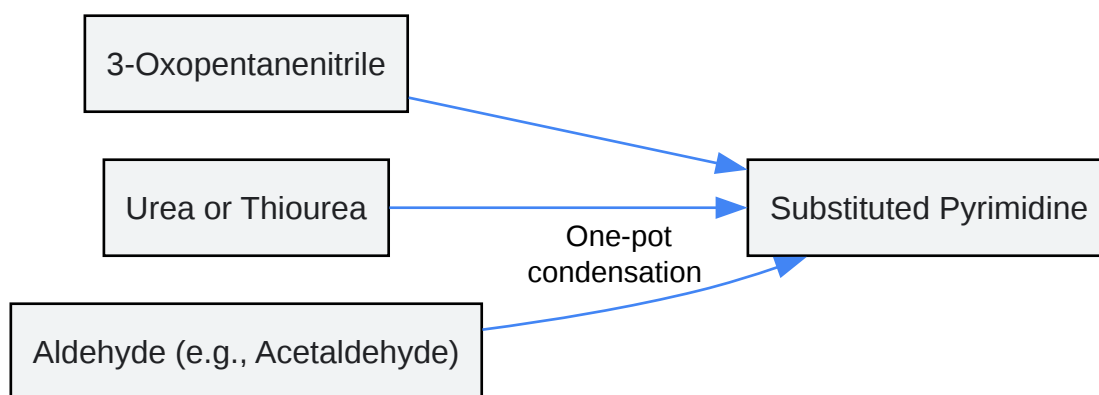 3-Oxopentanenitrile
Urea or Thiourea
Substituted Pyrimidine
One-pot
condensation
Aldehyde (e.g., Acetaldehyde)